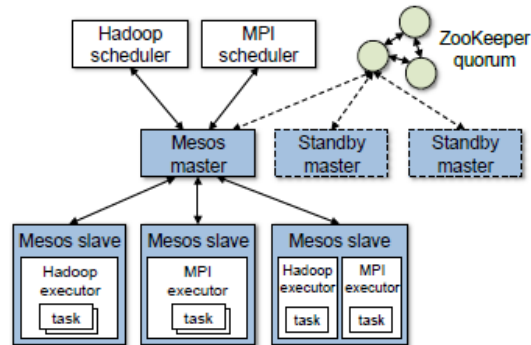 Hadoop
scheduler
MPI
scheduler
ZooKeeper
quorum
Mesos
master
Standby
master
Standby
master
Mesos slave
Hadoop
executor
task
Mesos slave
MPI
executor
task
Mesos slave
Hadoop
executor
task
MPI
executor
task